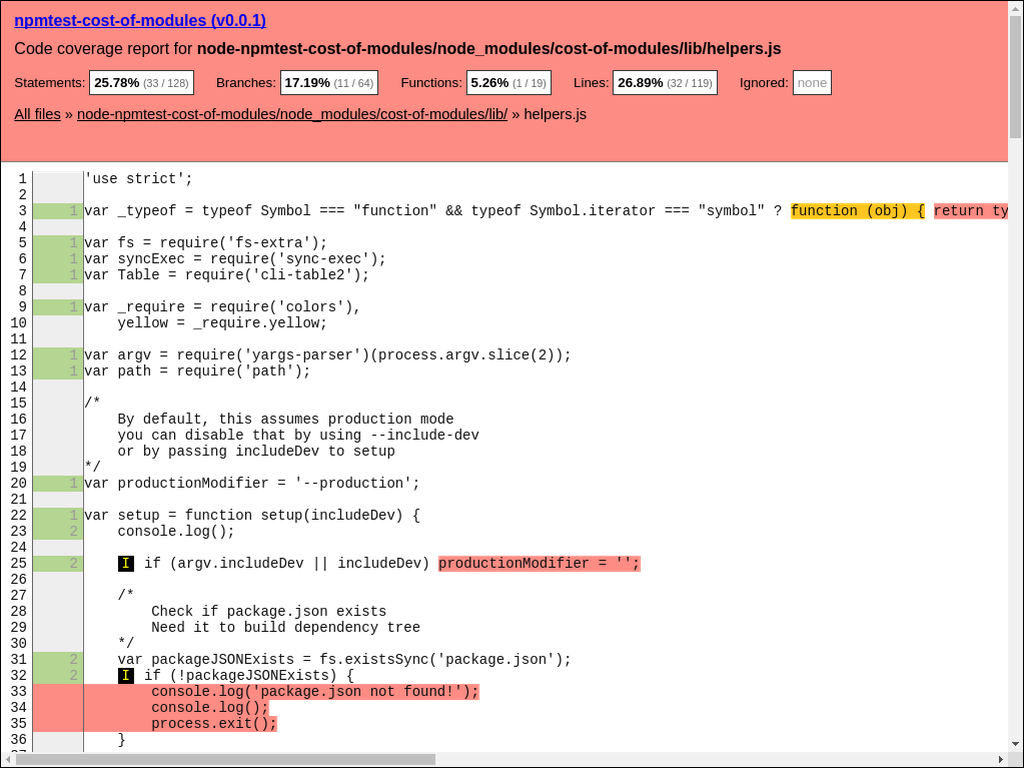 npmtest-cost-of-modules (v0.0.1)
Code coverage report for node-npmtest-cost-of-modules/node_modules/cost-of-modules/lib/helpers.js
Statements: 25.78% (33 / 128) Branches: 17.19% (11 / 64) Functions: 5.26% (1 / 19) Lines: 26.89% (32 / 119) Ignored: none
All files » node-npmtest-cost-of-modules/node_modules/cost-of-modules/lib/ » helpers.js
1 'use strict';
2
3 1 var _typeof = typeof Symbol === "function" && typeof Symbol.iterator === "symbol" ? function (obj) { return ty
4
5 1 var fs = require('fs-extra');
6 1 var syncExec = require('sync-exec');
7 1 var Table = require('cli-table2');
8
9 1 var _require = require('colors'),
10     yellow = _require.yellow;
11
12 1 var argv = require('yargs-parser')(process.argv.slice(2));
13 1 var path = require('path');
14
15 /*
16     By default, this assumes production mode
17     you can disable that by using --include-dev
18     or by passing includeDev to setup
19 */
20 1 var productionModifier = '--production';
21
22 1 var setup = function setup(includeDev) {
23 2     console.log();
24
25 2     I if (argv.includeDev || includeDev) productionModifier = '';
26
27     /*
28         Check if package.json exists
29         Need it to build dependency tree
30     */
31 2     var packageJSONExists = fs.existsSync('package.json');
32 2     I if (!packageJSONExists) {
33         console.log('package.json not found!');
34         console.log();
35         process.exit();
36     }